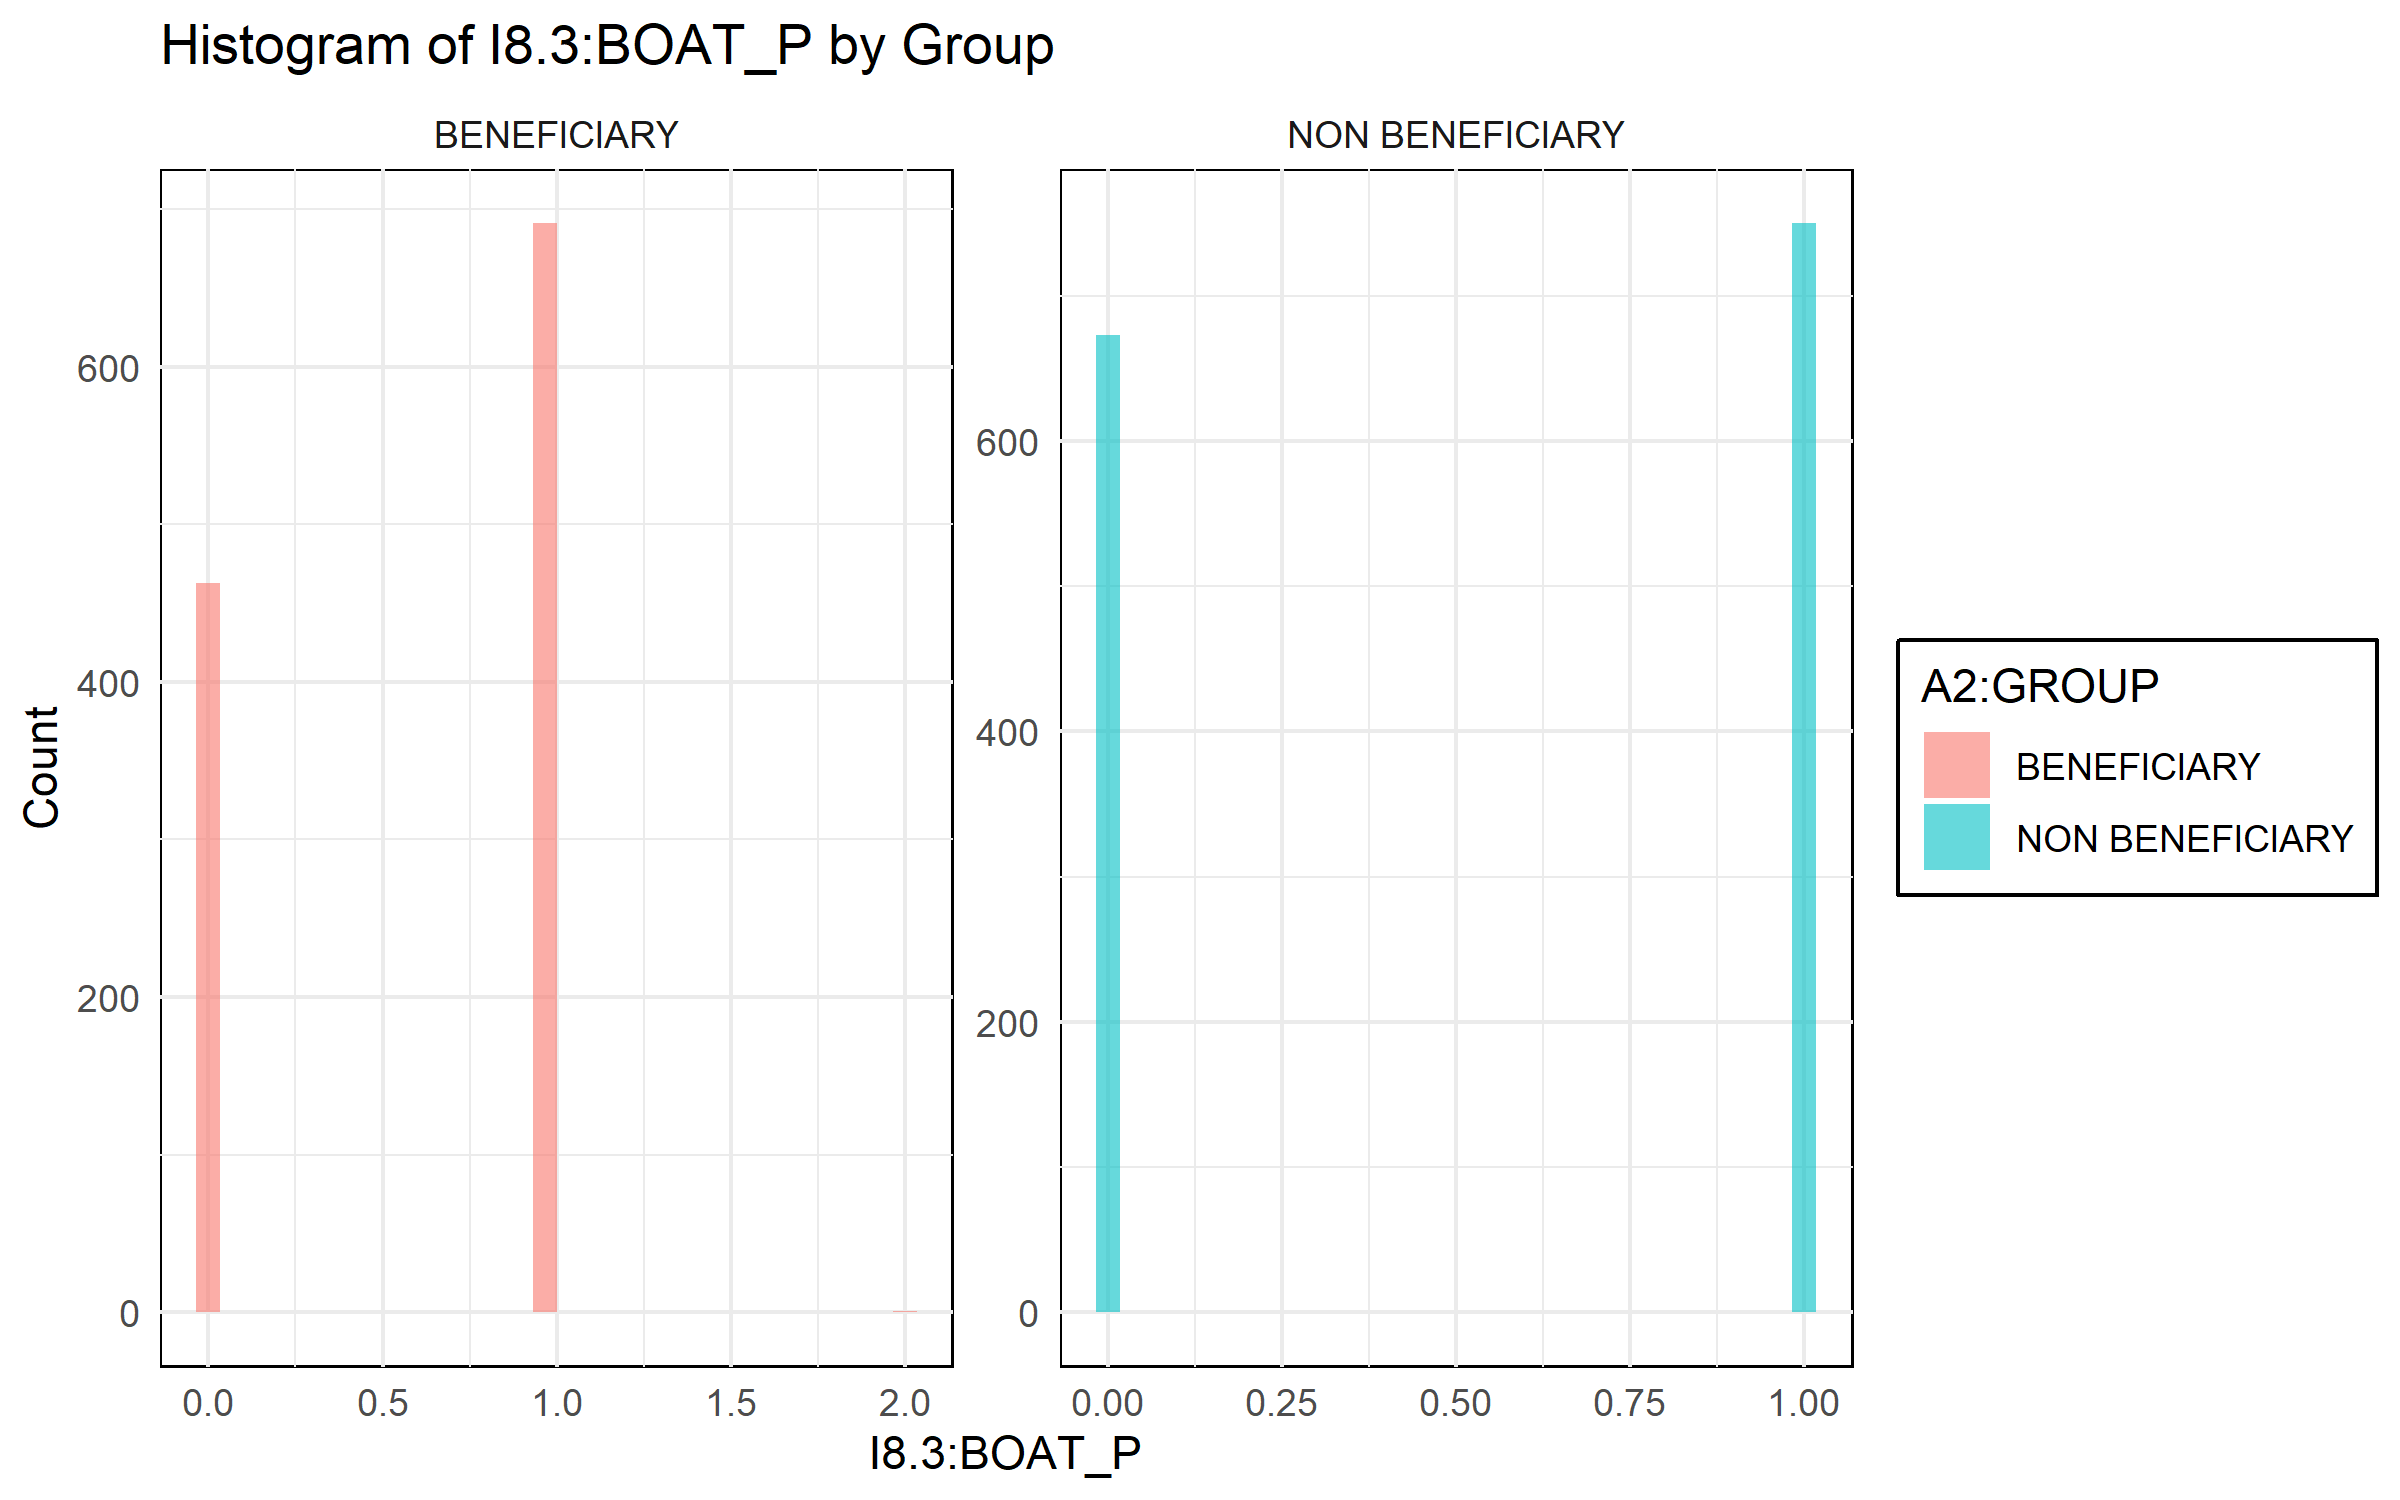 Histogram of I8.3:BOAT_P by Group
BENEFICIARY
NON BENEFICIARY
Count
600
400
200
0
600
400
200
0
0.0 0.5 1.0 1.5 2.0
0.00 0.25 0.50 0.75 1.00
I8.3:BOAT_P
A2:GROUP
BENEFICIARY
NON BENEFICIARY